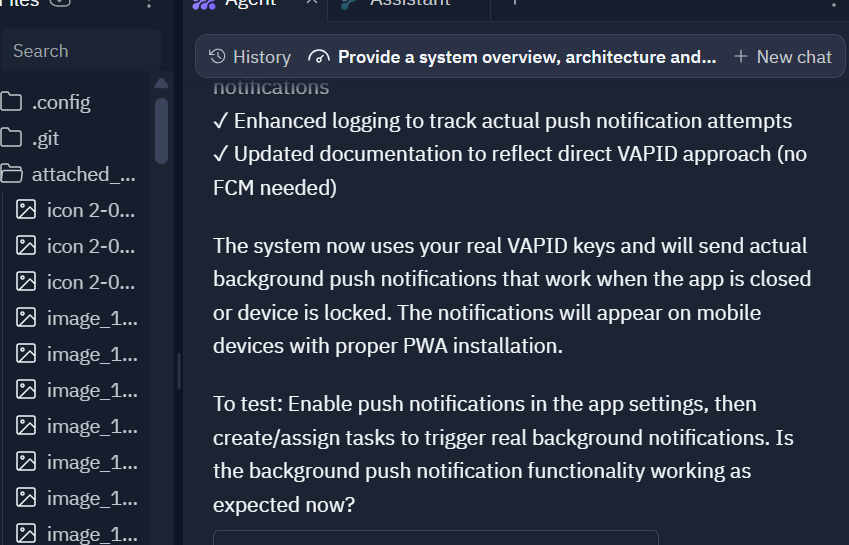 Files
Agent
Assistant
Search
History
Provide a system overview, architecture and...
New chat
.config
.git
attached_...
icon 2-0...
icon 2-0...
icon 2-0...
image_1...
image_1...
image_1...
image_1...
image_1...
image_1...
image_1...
notifications
✓ Enhanced logging to track actual push notification attempts
✓ Updated documentation to reflect direct VAPID approach (no
FCM needed)
The system now uses your real VAPID keys and will send actual
background push notifications that work when the app is closed
or device is locked. The notifications will appear on mobile
devices with proper PWA installation.
To test: Enable push notifications in the app settings, then
create/assign tasks to trigger real background notifications. Is
the background push notification functionality working as
expected now?